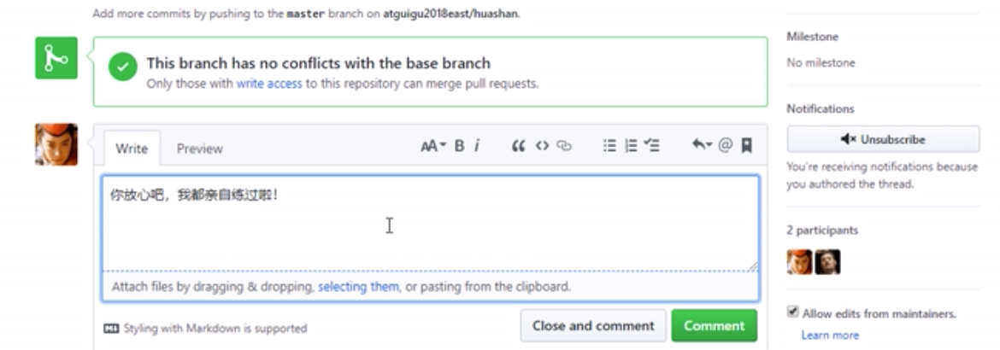 Add more commits by pushing to the master branch on atguigu2018east/huashan.
This branch has no conflicts with the base branch
Only those with write access to this repository can merge pull requests.
Write Preview
AA B i
你放心吧，我都亲自练过啦！
Attach files by dragging & dropping, selecting them, or pasting from the clipboard.
Styling with Markdown is supported
Close and comment Comment
Milestone
No milestone
Notifications
Unsubscribe
You're receiving notifications because
you authored the thread.
2 participants
Allow edits from maintainers.
Learn more